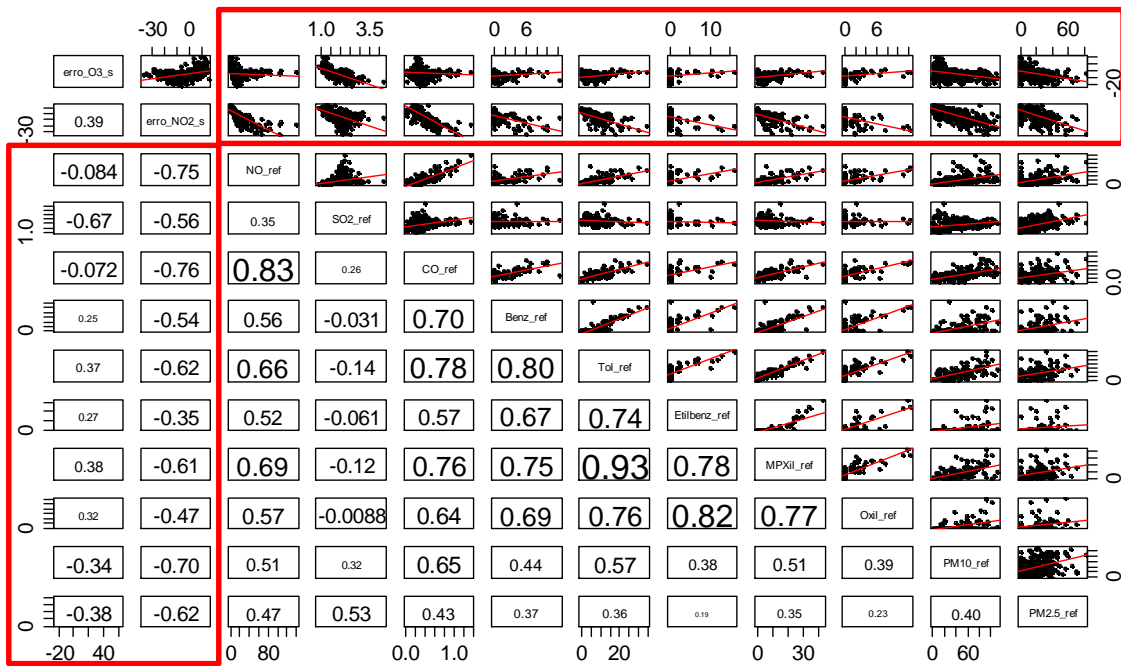 -30 0 1.0 3.5 0 6 0 10 0 6 0 60
erro_O3_s -20
-30 0.39 erro_NO2_s
-0.084 -0.75 NO_ref 0
1.0 -0.67 -0.56 0.35 SO2_ref
-0.072 -0.76 0.83 0.26 CO_ref 0.0
0 0.25 -0.54 0.56 -0.031 0.70 Benz_ref
0.37 -0.62 0.66 -0.14 0.78 0.80 Tol_ref 0
0 0.27 -0.35 0.52 -0.061 0.57 0.67 0.74 Etilbenz_ref
0.38 -0.61 0.69 -0.12 0.76 0.75 0.93 0.78 MPXil_ref 0
0 0.32 -0.47 0.57 -0.0088 0.64 0.69 0.76 0.82 0.77 Oxil_ref
-0.34 -0.70 0.51 0.32 0.65 0.44 0.57 0.38 0.51 0.39 PM10_ref 0
0 -0.38 -0.62 0.47 0.53 0.43 0.37 0.36 0.19 0.35 0.23 0.40 PM2.5_ref
-20 40 0 80 0.0 1.0 0 20 0 30 0 60